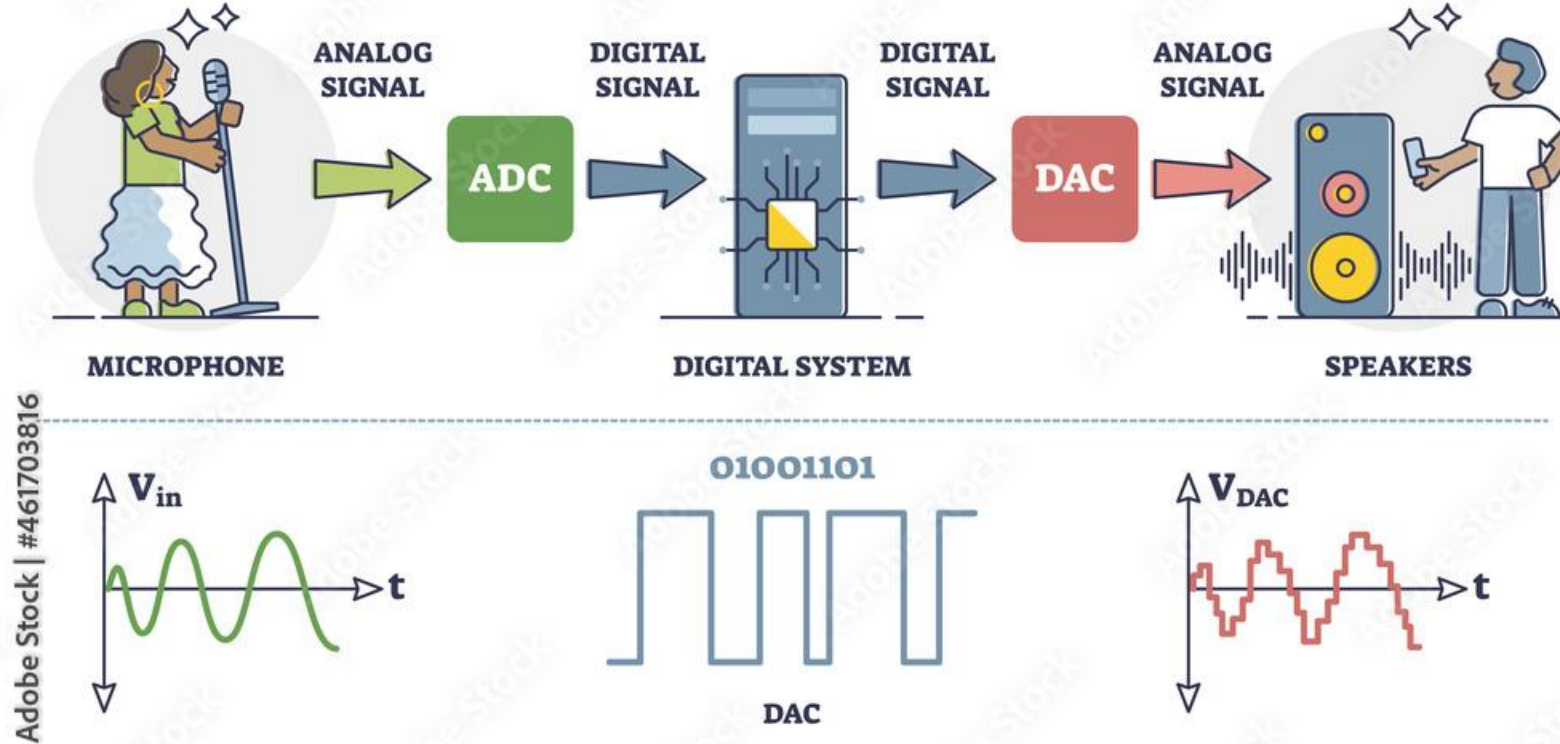 ANALOG
SIGNAL
DIGITAL
SIGNAL
DIGITAL
SIGNAL
ANALOG
SIGNAL
ADC
DAC
MICROPHONE
DIGITAL SYSTEM
SPEAKERS
Vin
t
01001101
DAC
VDAC
t
Adobe Stock | #461703816